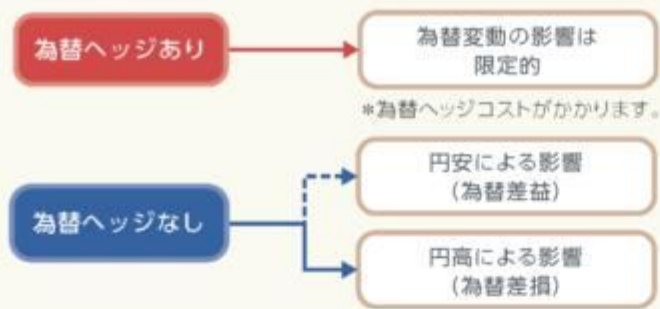 為替ヘッジあり
為替変動の影響は
限定的
*為替ヘッジコストがかかります。
為替ヘッジなし
円安による影響
(為替差益)
円高による影響
(為替差損)